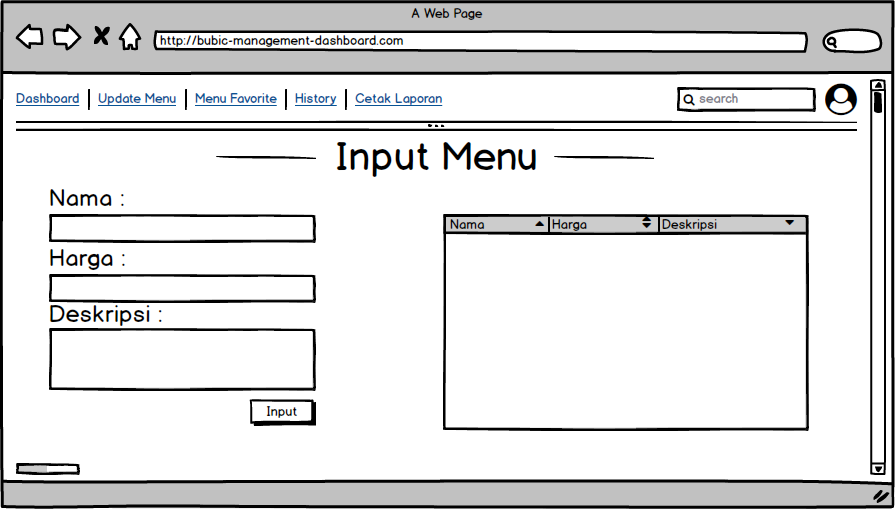 A Web Page
http://bubic-management-dashboard.com
Dashboard Update Menu Menu Favorite History Cetak Laporan search
Input Menu
Nama :
Nama Harga Deskripsi
Harga :
Deskripsi :
Input